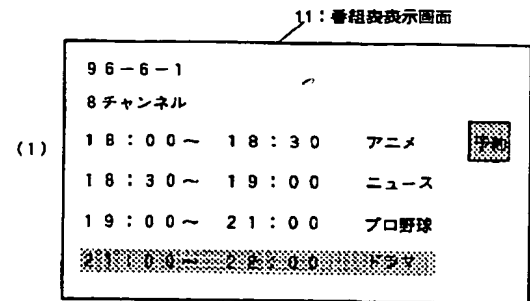 11：番組表表示画面
96-6-1
8チャンネル
(1)
18：00～ 18：30 アニメ 予約
18：30～ 19：00 ニュース
19：00～ 21：00 プロ野球
21：00～ 22：00 ドラマ